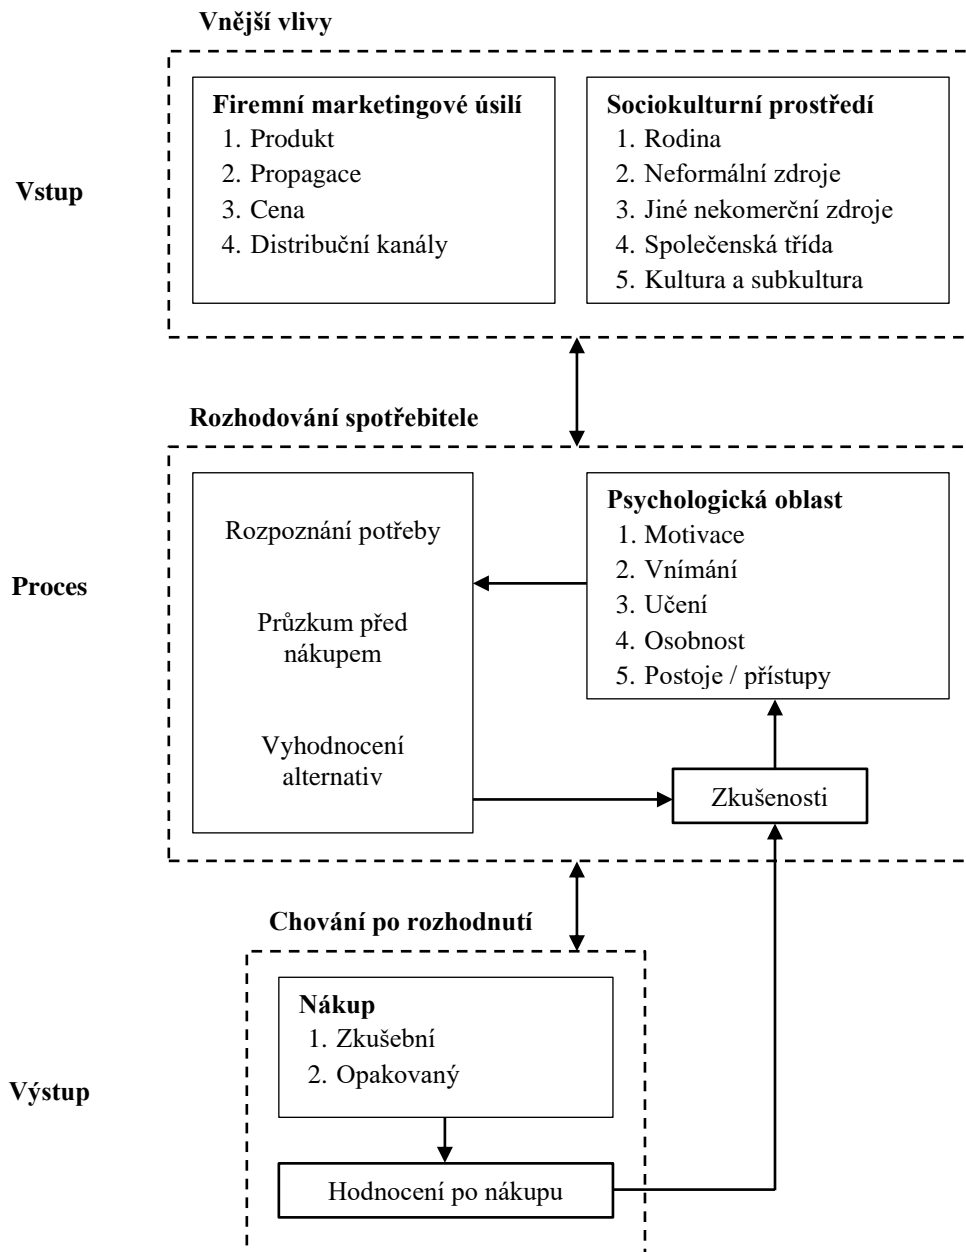 Vnější vlivy
Vstup
Firemní marketingové úsilí
1. Produkt
2. Propagace
3. Cena
4. Distribuční kanály
Sociokulturní prostředí
1. Rodina
2. Neformální zdroje
3. Jiné nekomerční zdroje
4. Společenská třída
5. Kultura a subkultura
Rozhodování spotřebitele
Proces
Rozpoznání potřeby
Průzkum před
nákupem
Vyhodnocení
alternativ
Psychologická oblast
1. Motivace
2. Vnímání
3. Učení
4. Osobnost
5. Postoje / přístupy
Zkušenosti
Chování po rozhodnutí
Výstup
Nákup
1. Zkušební
2. Opakovaný
Hodnocení po nákupu